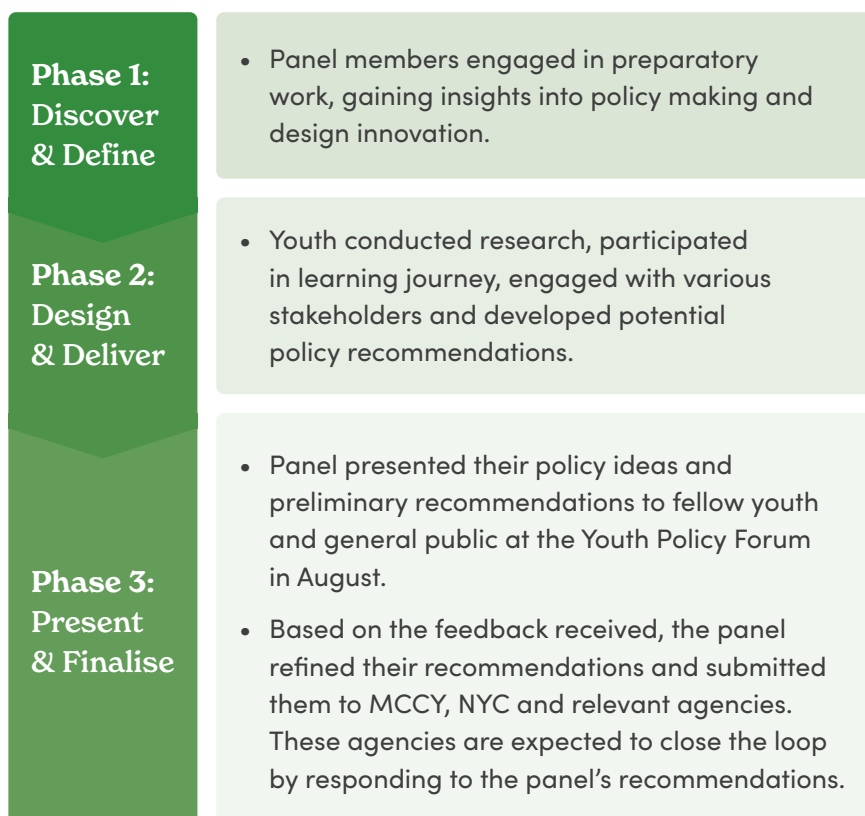 Phase 1:
Discover
& Define
• Panel members engaged in preparatory
work, gaining insights into policy making and
design innovation.
Phase 2:
Design
& Deliver
• Youth conducted research, participated
in learning journey, engaged with various
stakeholders and developed potential
policy recommendations.
Phase 3:
Present
& Finalise
• Panel presented their policy ideas and
preliminary recommendations to fellow youth
and general public at the Youth Policy Forum
in August.
• Based on the feedback received, the panel
refined their recommendations and submitted
them to MCCY, NYC and relevant agencies.
These agencies are expected to close the loop
by responding to the panel’s recommendations.